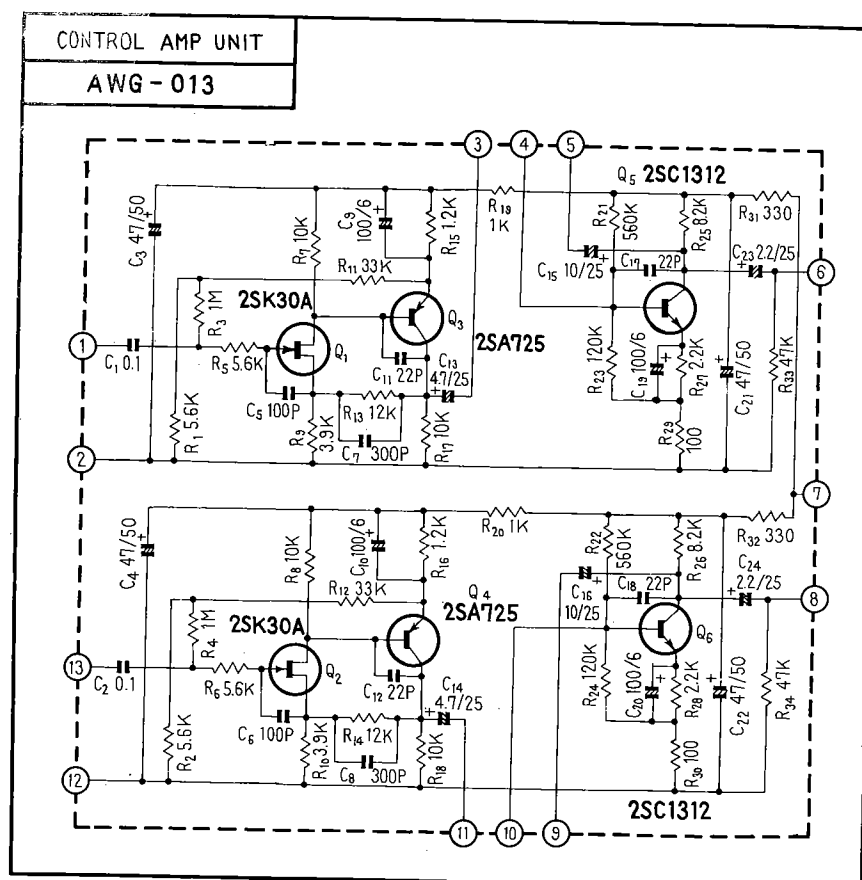 CONTROL AMP UNIT
AWG-013
3
4
5
Q5 2SC1312
C3 47/50
R7 10K
C9 100/6
R15 1.2K
R19 1K
R21 560K
R25 8.2K
R31 330
R11 33K
C15 10/25
C17 22P
C23 2.2/25
6
R3 1M
2SK30A
Q3
2SA725
1
C1 0.1
R5 5.6K
Q1
C11 22P
C13 4.7/25
R23 120K
C19 100/6
R27 2.2K
C21 47/50
R33 47K
R1 5.6K
C5 100P
R9 3.9K
R13 12K
C7 300P
R17 10K
R29 100
2
7
C4 47/50
R8 10K
C10 100/6
R16 1.2K
R20 1K
R22 560K
R26 8.2K
R32 330
R12 33K
Q4
2SA725
C16 10/25
C18 22P
C24 2.2/25
8
R4 1M
2SK30A
Q6
13
C2 0.1
R6 5.6K
Q2
C12 22P
C14 4.7/25
R24 120K
C20 100/6
R28 2.2K
C22 47/50
R34 47K
R2 5.6K
C6 100P
R10 3.9K
R14 12K
C8 300P
R18 10K
R30 100
12
2SC1312
11
10
9